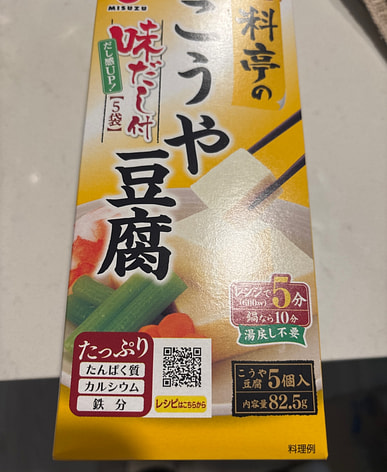 MISUZU
料亭の
こうや豆腐
味だし付
だし感UP!
【5袋】
レンジで
(600w)
5分
鍋なら10分
湯戻し不要
たっぷり
たんぱく質
カルシウム
鉄分
レシピはこちらから
こうや
豆腐
5個入
内容量82.5g
料理例